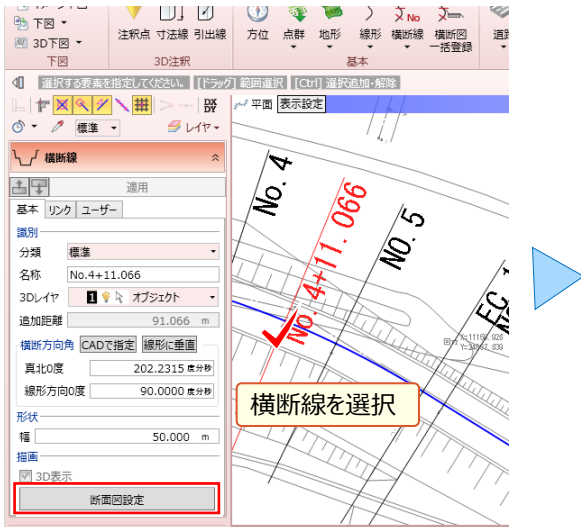 下図
3D下図
下図
注釈点 寸法線 引出線
3D注釈
方位 点群 地形 線形 横断線 横断図
一括登録
基本
選択する要素を指定してください。 [ドラッグ] 範囲選択 [Ctrl] 選択追加・解除
平面 表示設定
標準 レイヤ
横断線
適用
基本 リンク ユーザー
識別
分類 標準
名称 No.4+11.066
3Dレイヤ 1 オブジェクト
追加距離 91.066 m
横断方向角 CADで指定 線形に垂直
真北0度 202.2315 度分秒
線形方向0度 90.0000 度分秒
形状
幅 50.000 m
描画
3D表示
断面図設定
No. 4
No. 4+11. 066
NO. 5
EC. 1
横断線を選択